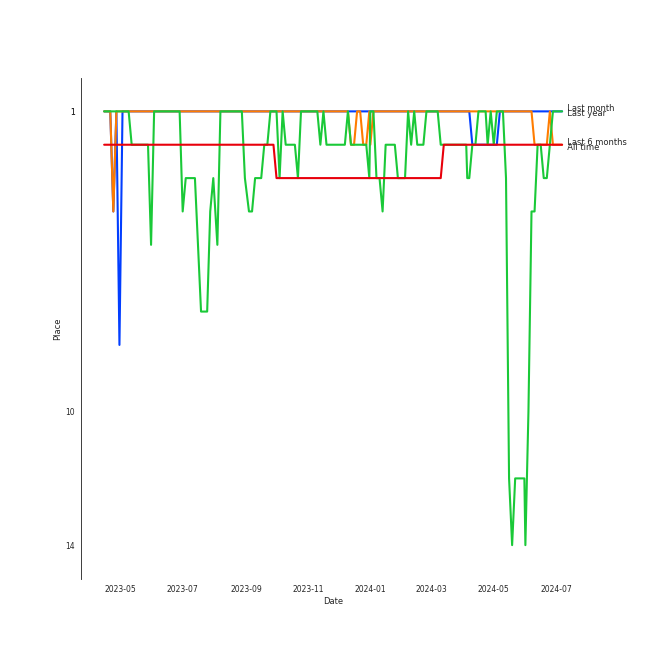 1
Last month
Last year
Last 6 months
All time
Place
10
14
2023-05 2023-07 2023-09 2023-11 2024-01 2024-03 2024-05 2024-07
Date